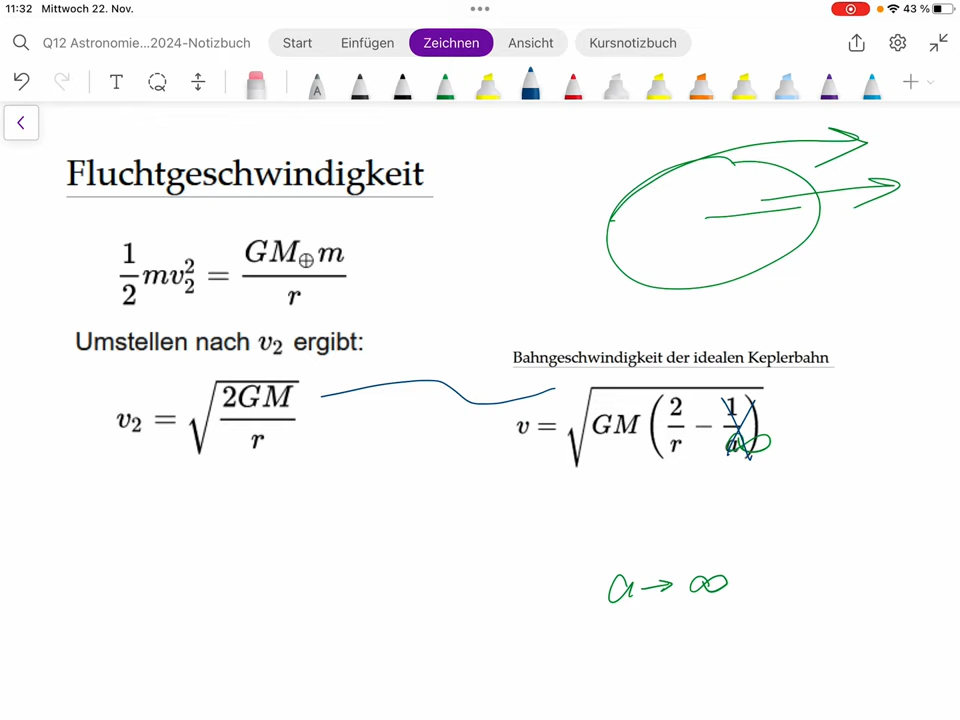 11:32 Mittwoch 22. Nov. 43 %
Q12 Astronomie...2024-Notizbuch Start Einfügen Zeichnen Ansicht Kursnotizbuch
T A
Fluchtgeschwindigkeit
1/2 mv₂² = GM⊕m/r
Umstellen nach v₂ ergibt:
Bahngeschwindigkeit der idealen Keplerbahn
v₂ = √(2GM/r)
v = √(GM(2/r − 1/a)) ∞
a → ∞